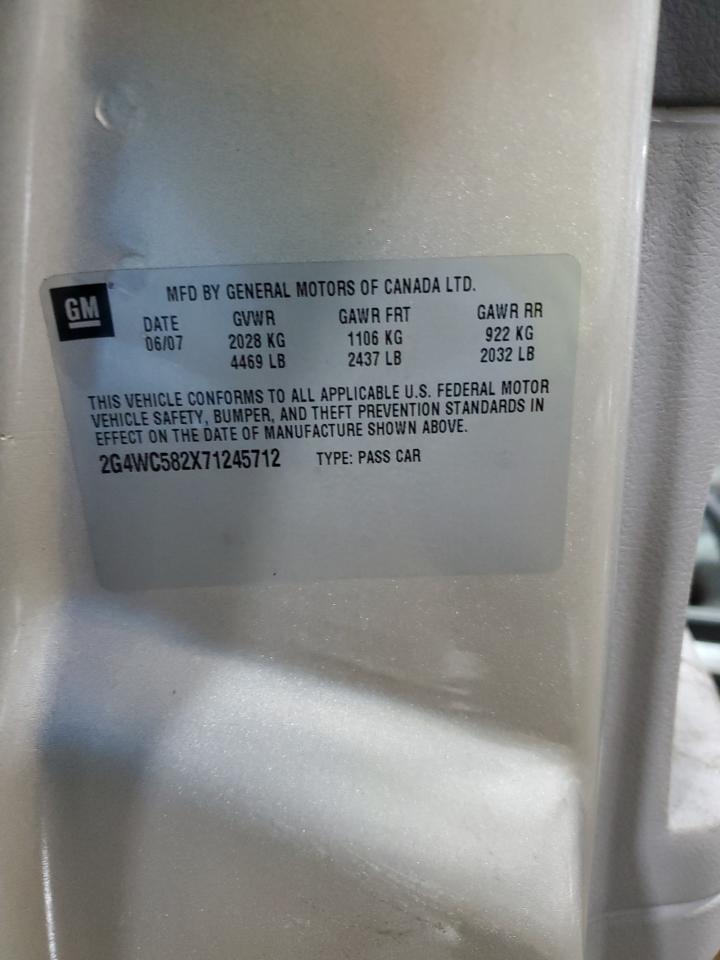 GM
MFD BY GENERAL MOTORS OF CANADA LTD.
DATE GVWR GAWR FRT GAWR RR
06/07 2028 KG 1106 KG 922 KG
4469 LB 2437 LB 2032 LB
THIS VEHICLE CONFORMS TO ALL APPLICABLE U.S. FEDERAL MOTOR
VEHICLE SAFETY, BUMPER, AND THEFT PREVENTION STANDARDS IN
EFFECT ON THE DATE OF MANUFACTURE SHOWN ABOVE.
2G4WC582X71245712 TYPE: PASS CAR